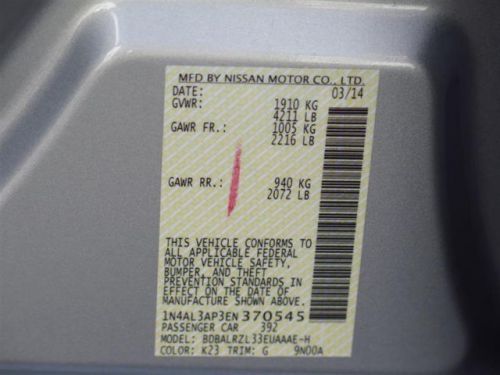 MFD BY NISSAN MOTOR CO., LTD.
DATE: 03/14
GVWR: 1910 KG
4211 LB
GAWR FR.: 1005 KG
2216 LB
GAWR RR.: 940 KG
2072 LB
THIS VEHICLE CONFORMS TO
ALL APPLICABLE FEDERAL
MOTOR VEHICLE SAFETY,
BUMPER, AND THEFT
PREVENTION STANDARDS IN
EFFECT ON THE DATE OF
MANUFACTURE SHOWN ABOVE.
1N4AL3AP3EN370545
PASSENGER CAR 392
MODEL: BDBALRZL33EUAAAE-H
COLOR: K23 TRIM: G 9N00A